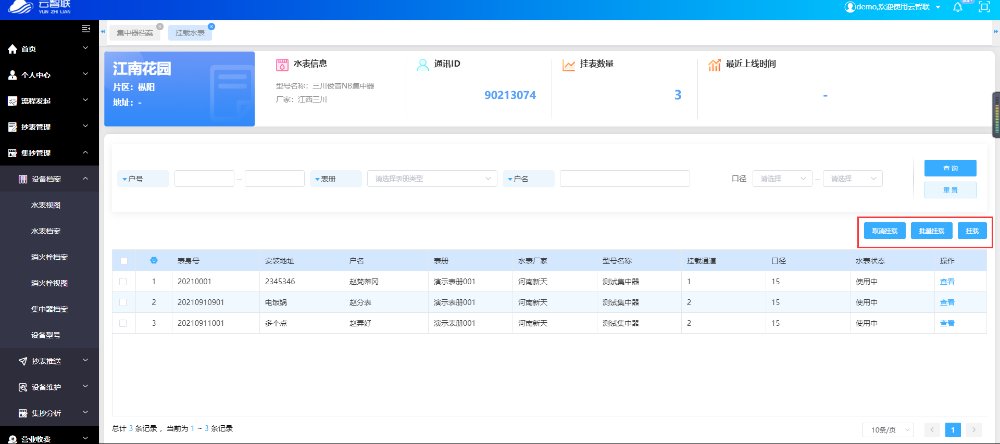 云智联
YUN ZHI LIAN
demo,欢迎使用云智联
99+
集中器档案
挂载水表
首页
个人中心
流程发起
抄表管理
集抄管理
设备档案
水表视图
水表档案
消火栓档案
消火栓视图
集中器档案
设备型号
抄表推送
设备维护
集抄分析
营业收费
江南花园
片区：枞阳
地址：-
水表信息
型号名称：三川俊普NB集中器
厂家：江西三川
通讯ID
90213074
挂表数量
3
最近上线时间
-
户号
表册
请选择表册类型
户名
口径
请选择
请选择
查 询
重 置
取消挂载
批量挂载
挂载
表身号 安装地址 户名 表册 水表厂家 型号名称 挂载通道 口径 水表状态 操作
1 20210001 2345346 赵梵蒂冈 演示表册001 河南新天 测试集中器 1 15 使用中 查看
2 20210910901 电饭锅 赵分表 演示表册001 河南新天 测试集中器 2 15 使用中 查看
3 20210911001 多个点 赵弄好 演示表册001 河南新天 测试集中器 2 15 使用中 查看
总计 3 条记录 ，当前为 1 ~ 3 条记录
10条/页
1